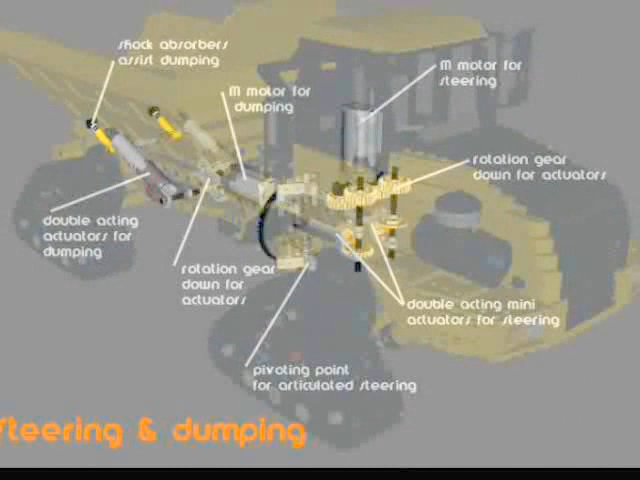 shock absorbers
assist dumping
M motor for
dumping
M motor for
steering
rotation gear
down for actuators
double acting
actuators for
dumping
rotation gear
down for
actuators
double acting mini
actuators for steering
pivoting point
for articulated steering
steering & dumping